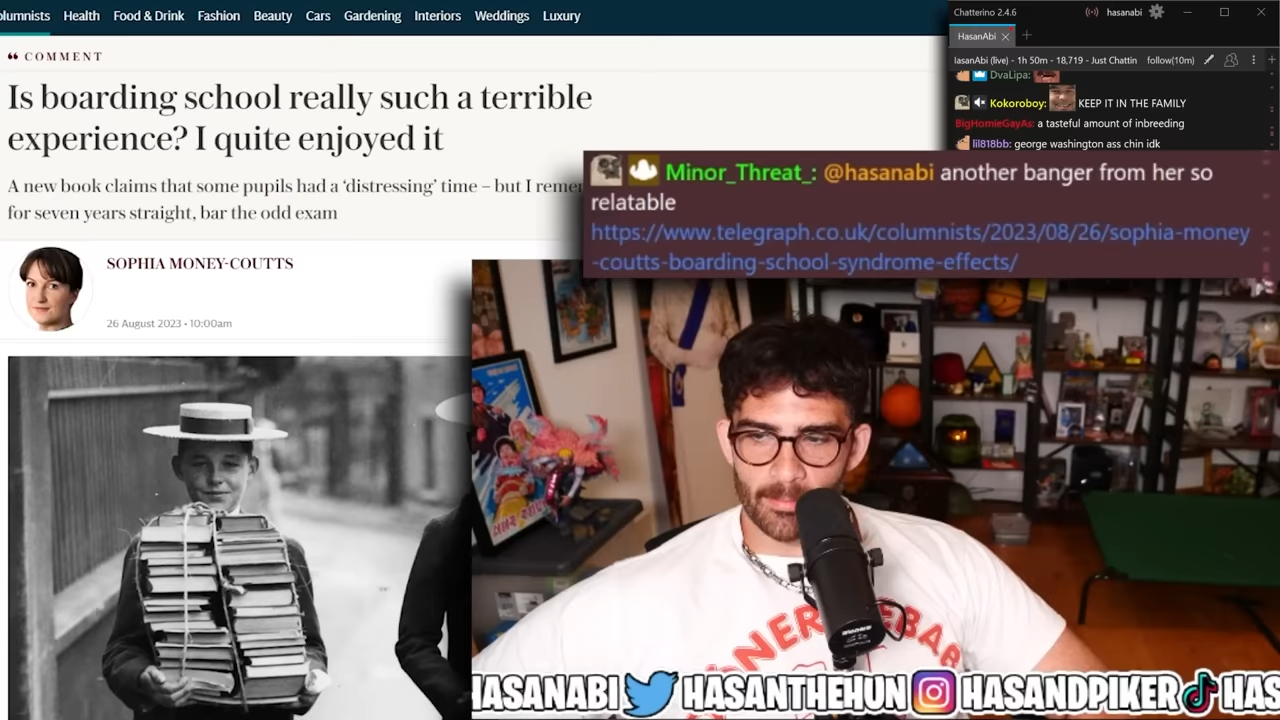 olumnists Health Food & Drink Fashion Beauty Cars Gardening Interiors Weddings Luxury
COMMENT
Is boarding school really such a terrible
experience? I quite enjoyed it
A new book claims that some pupils had a ‘distressing’ time – but I remem
for seven years straight, bar the odd exam
SOPHIA MONEY-COUTTS
26 August 2023 • 10:00am
Chatterino 2.4.6 hasanabi
HasanAbi
lasanAbi (live) - 1h 50m - 18,719 - Just Chattin follow(10m)
DvaLipa:
Kokoroboy: KEEP IT IN THE FAMILY
BigHomieGayAs: a tasteful amount of inbreeding
lil818bb: george washington ass chin idk
Minor_Threat_: @hasanabi another banger from her so
relatable
https://www.telegraph.co.uk/columnists/2023/08/26/sophia-money
-coutts-boarding-school-syndrome-effects/
HASANABI HASANTHEHUN HASANDPIKER HAS